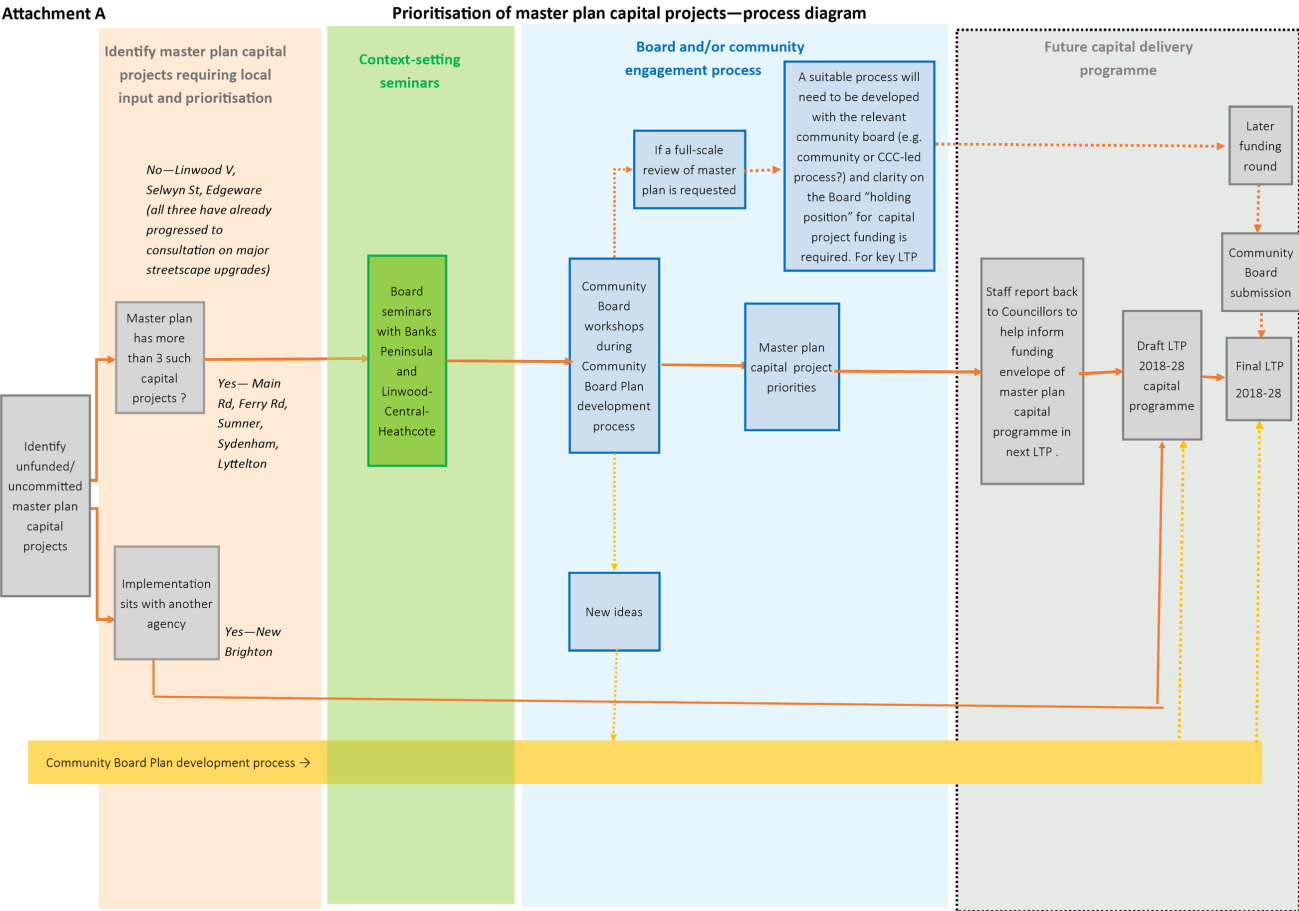 Attachment A
Prioritisation of master plan capital projects—process diagram
Identify master plan capital
projects requiring local
input and prioritisation
Context-setting
seminars
Board and/or community
engagement process
Future capital delivery
programme
No—Linwood V,
Selwyn St, Edgeware
(all three have already
progressed to
consultation on major
streetscape upgrades)
Master plan
has more
than 3 such
capital
projects ?
Yes— Main
Rd, Ferry Rd,
Sumner,
Sydenham,
Lyttelton
Identify
unfunded/
uncommitted
master plan
capital
projects
Implementation
sits with another
agency
Yes—New
Brighton
Board
seminars
with Banks
Peninsula
and
Linwood-
Central-
Heathcote
If a full-scale
review of master
plan is requested
A suitable process will
need to be developed
with the relevant
community board (e.g.
community or CCC-led
process?) and clarity on
the Board “holding
position” for capital
project funding is
required. For key LTP
Community
Board
workshops
during
Community
Board Plan
development
process
Master plan
capital project
priorities
New ideas
Staff report back
to Councillors to
help inform
funding
envelope of
master plan
capital
programme in
next LTP .
Draft LTP
2018-28
capital
programme
Later
funding
round
Community
Board
submission
Final LTP
2018-28
Community Board Plan development process →